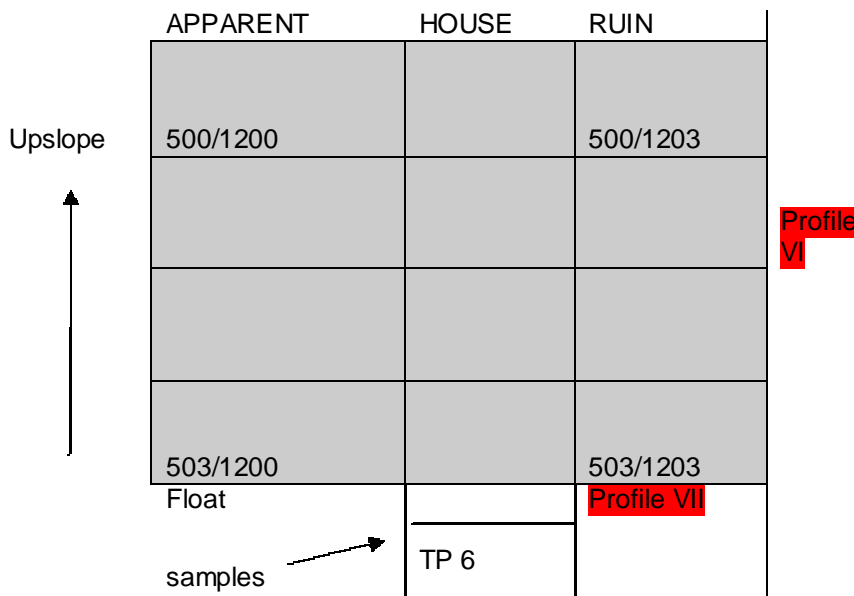 APPARENT HOUSE RUIN
Upslope 500/1200 500/1203
Profile
VI
503/1200 503/1203
Float Profile VII
TP 6
samples